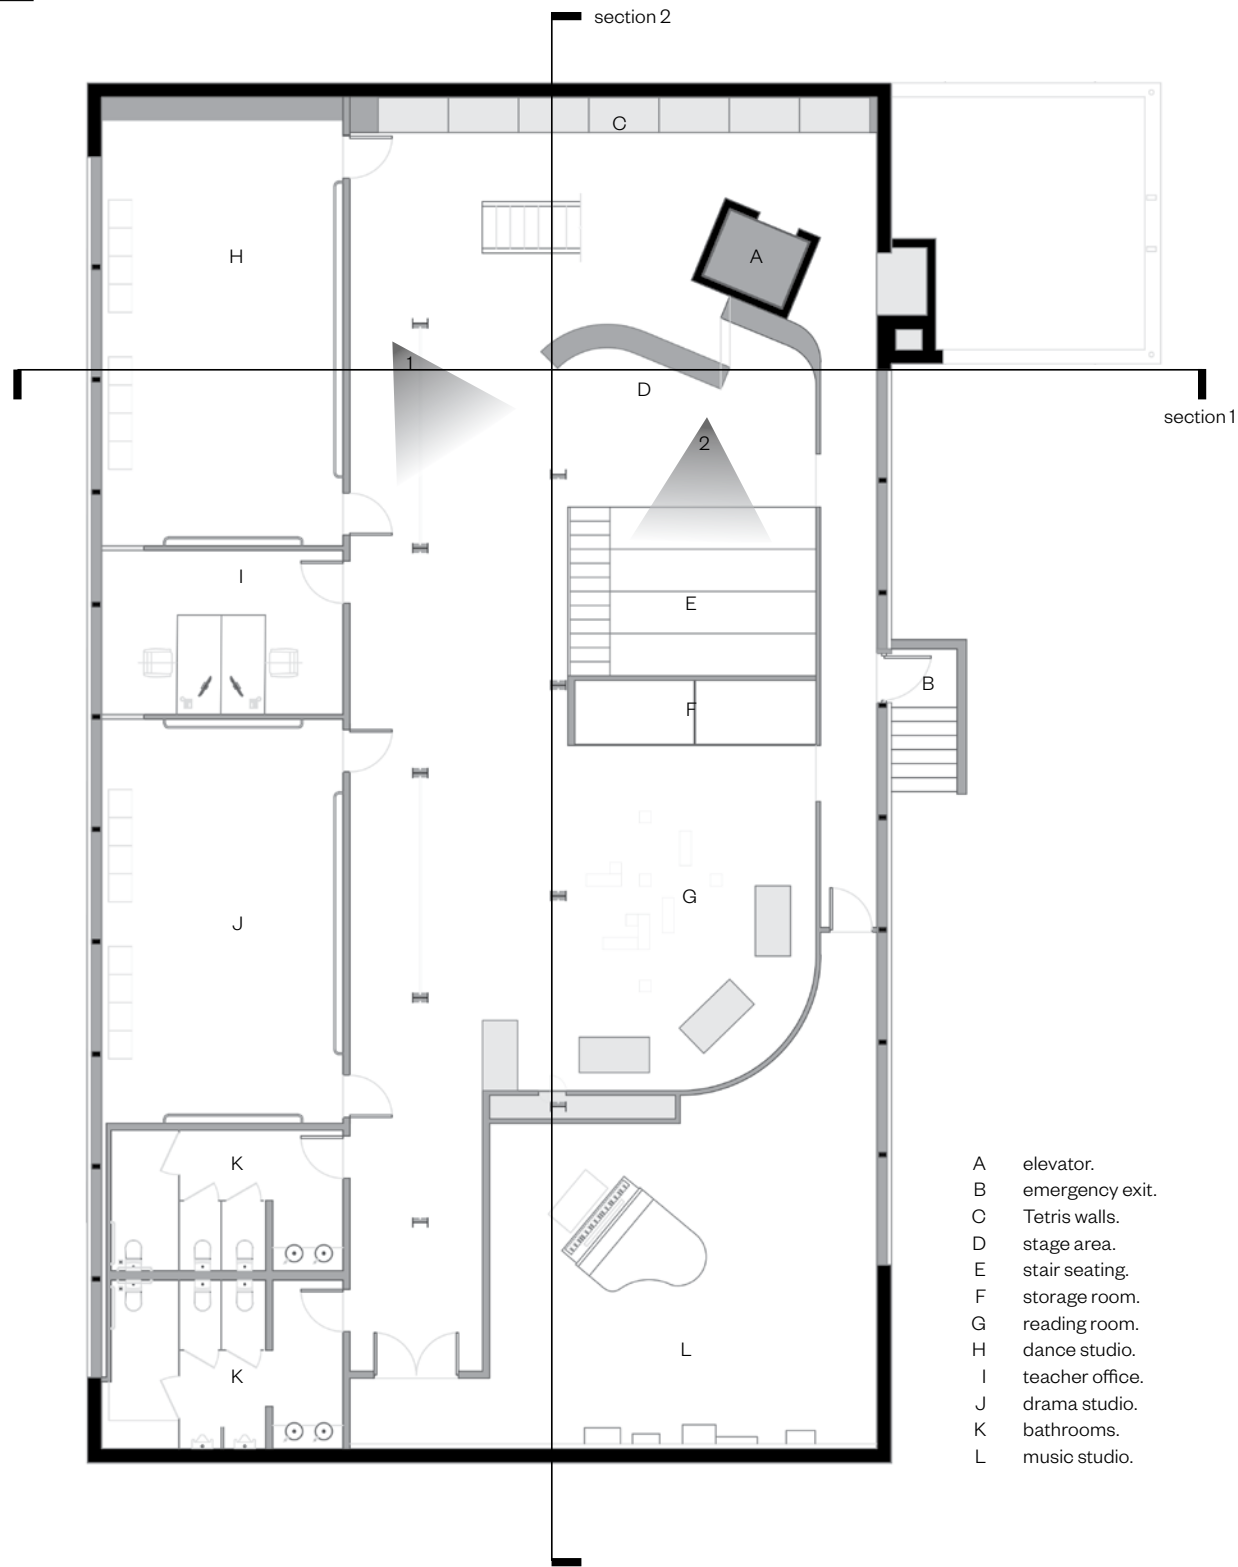 section 2
C
H
A
1
D
section 1
2
I
E
B
F
G
J
K
L
K
A elevator.
B emergency exit.
C Tetris walls.
D stage area.
E stair seating.
F storage room.
G reading room.
H dance studio.
I teacher office.
J drama studio.
K bathrooms.
L music studio.